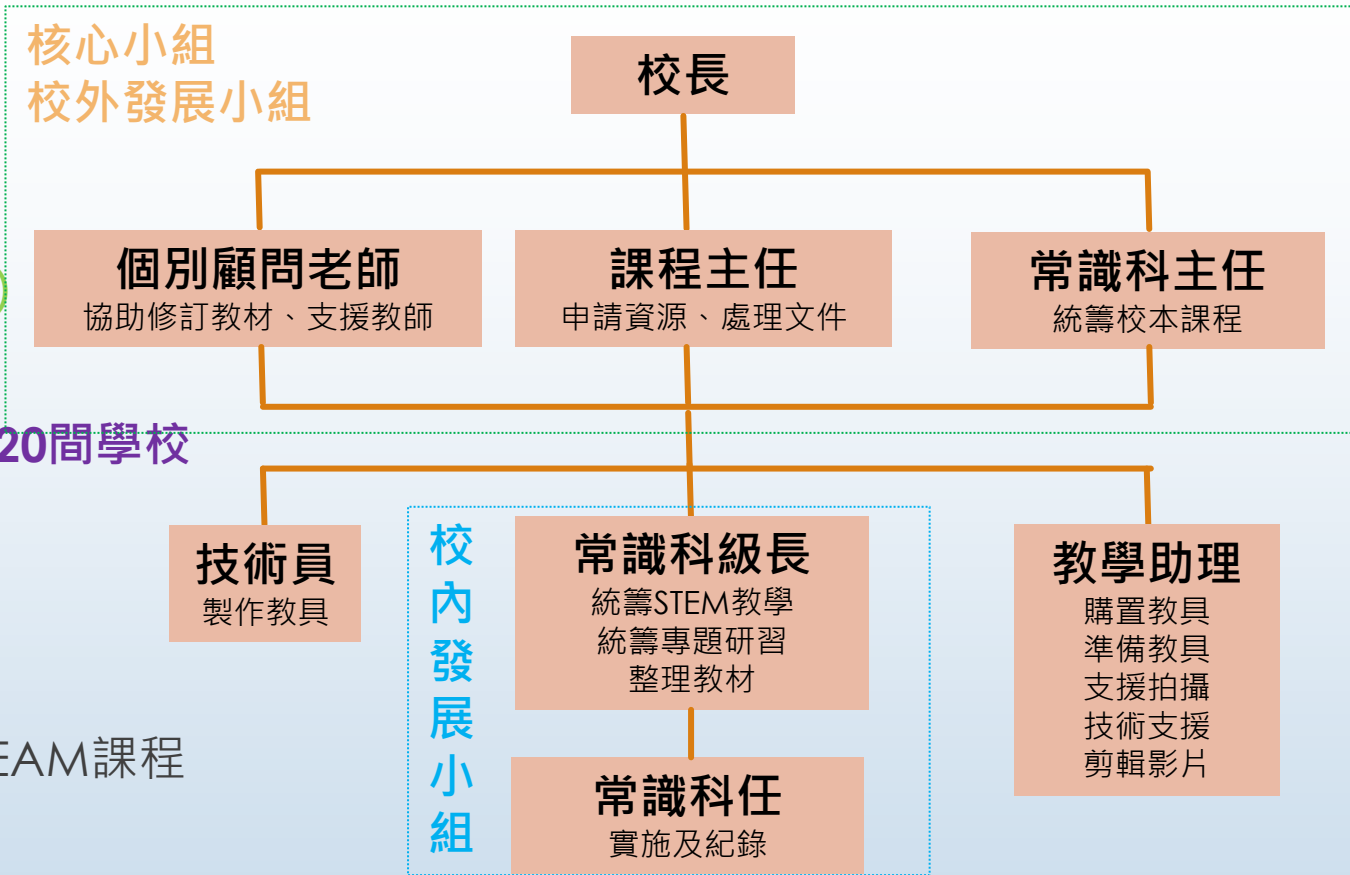 核心小組
校外發展小組
校長
個別顧問老師
協助修訂教材、支援教師
課程主任
申請資源、處理文件
常識科主任
統籌校本課程
20間學校
技術員
製作教具
校內發展小組
常識科級長
統籌STEM教學
統籌專題研習
整理教材
常識科任
實施及紀錄
教學助理
購置教具
準備教具
支援拍攝
技術支援
剪輯影片
EAM課程